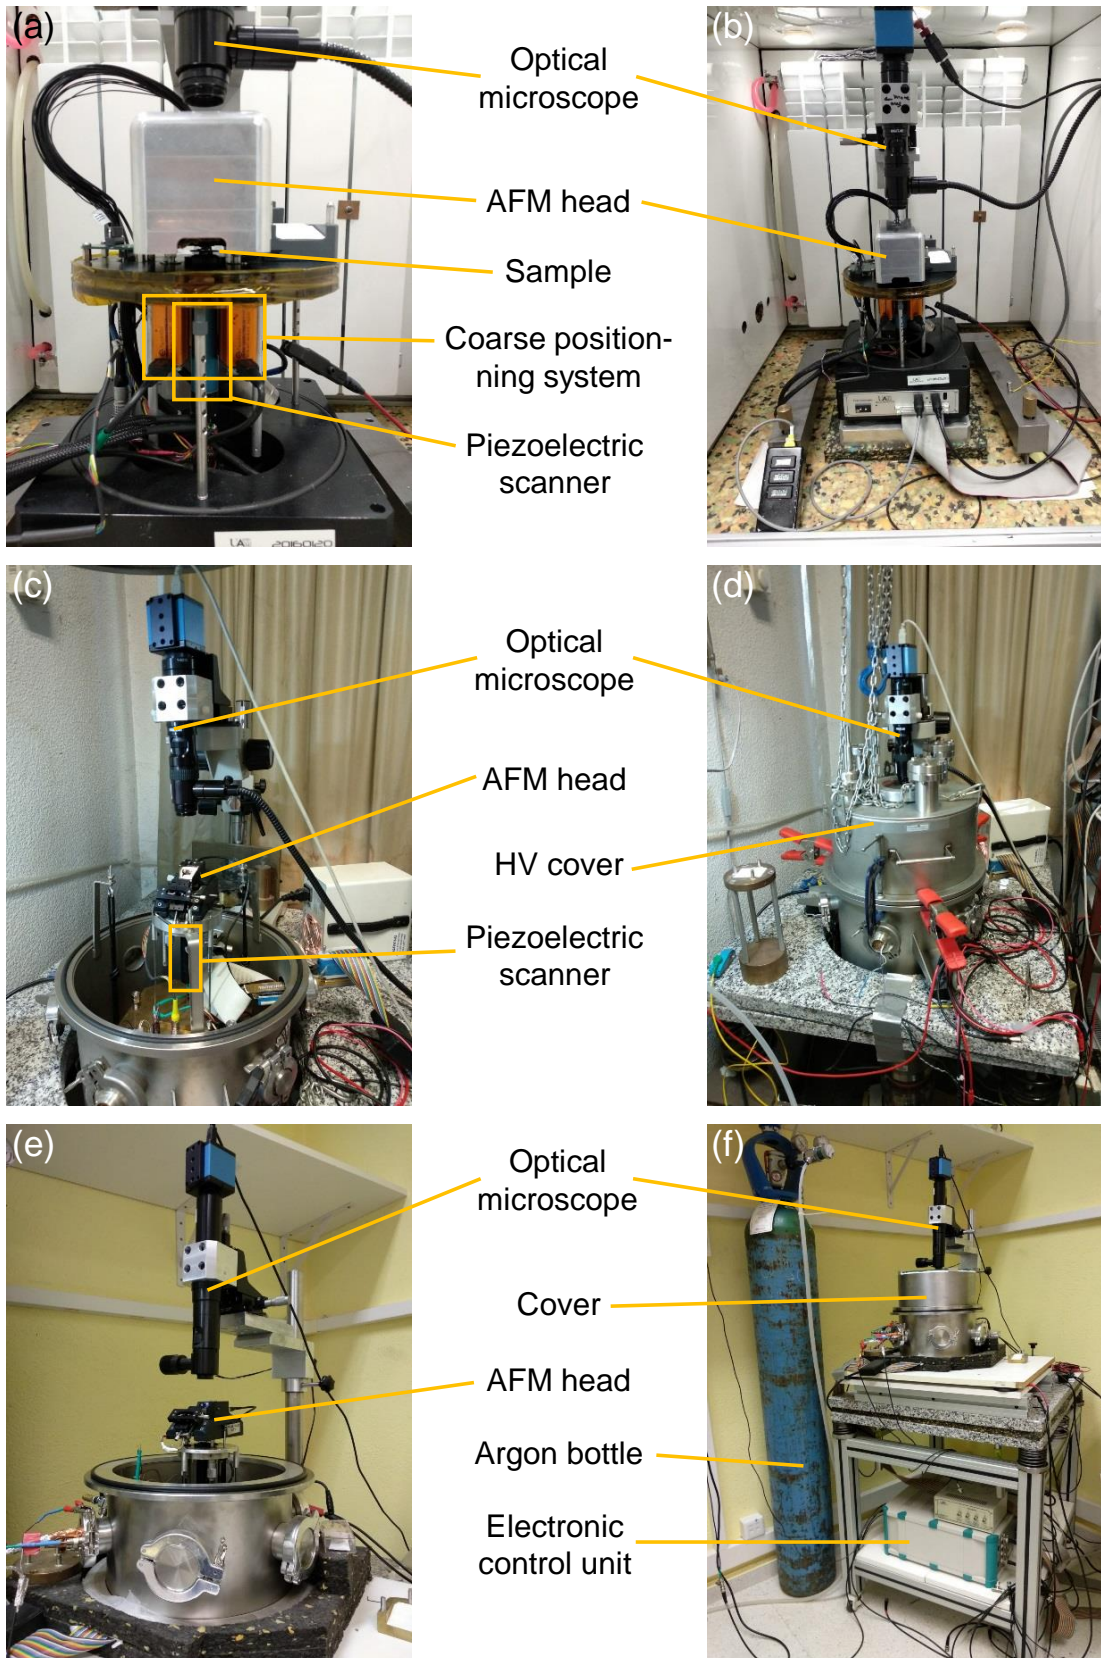 (a)
(b)
Optical
microscope
AFM head
Sample
Coarse position-
ning system
Piezoelectric
scanner
20160120
(c)
(d)
Optical
microscope
AFM head
HV cover
Piezoelectric
scanner
(e)
(f)
Optical
microscope
Cover
AFM head
Argon bottle
Electronic
control unit